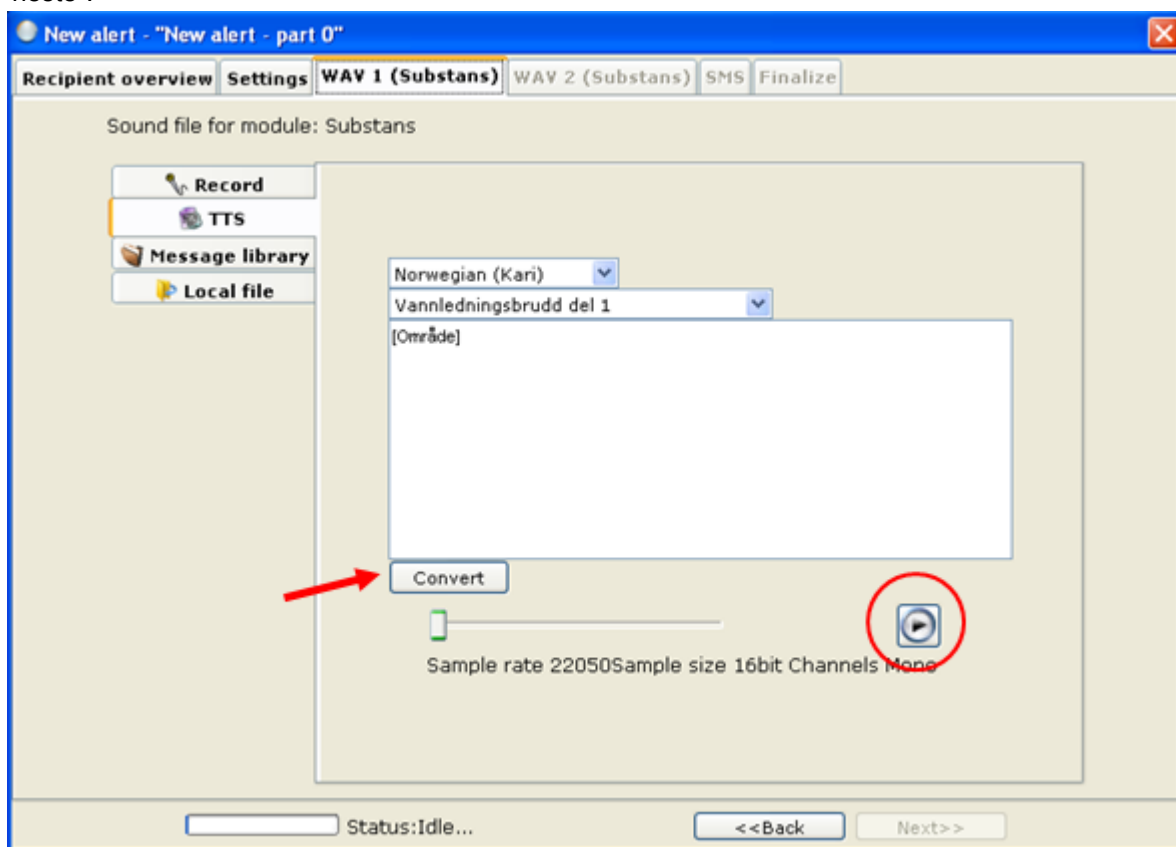 New alert - "New alert - part 0"
Recipient overview Settings WAV 1 (Substans) WAV 2 (Substans) SMS Finalize
Sound file for module: Substans
Record
TTS
Message library
Local file
Norwegian (Kari)
Vannledningsbrudd del 1
[Område]
Convert
Sample rate 22050Sample size 16bit Channels Mono
Status:Idle...
<<Back Next>>